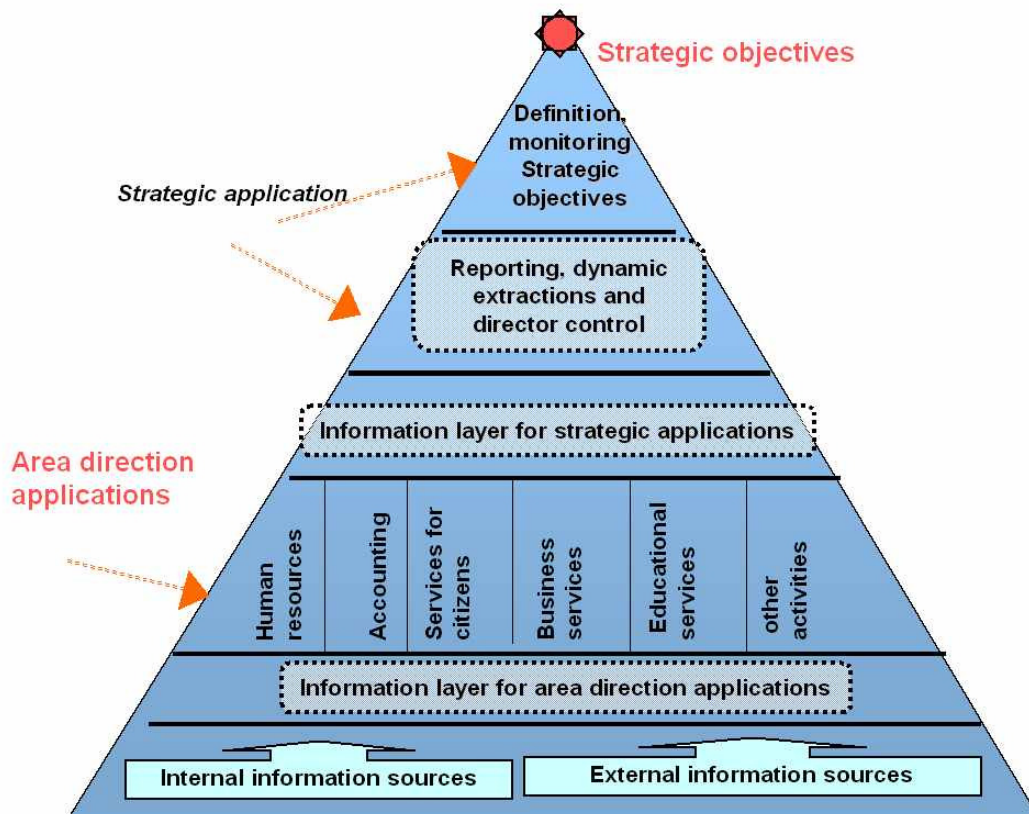 Strategic objectives
Definition,
monitoring
Strategic
objectives
Strategic application
Reporting, dynamic
extractions and
director control
Information layer for strategic applications
Area direction
applications
Human
resources
Accounting
Services for
citizens
Business
services
Educational
services
other
activities
Information layer for area direction applications
Internal information sources
External information sources